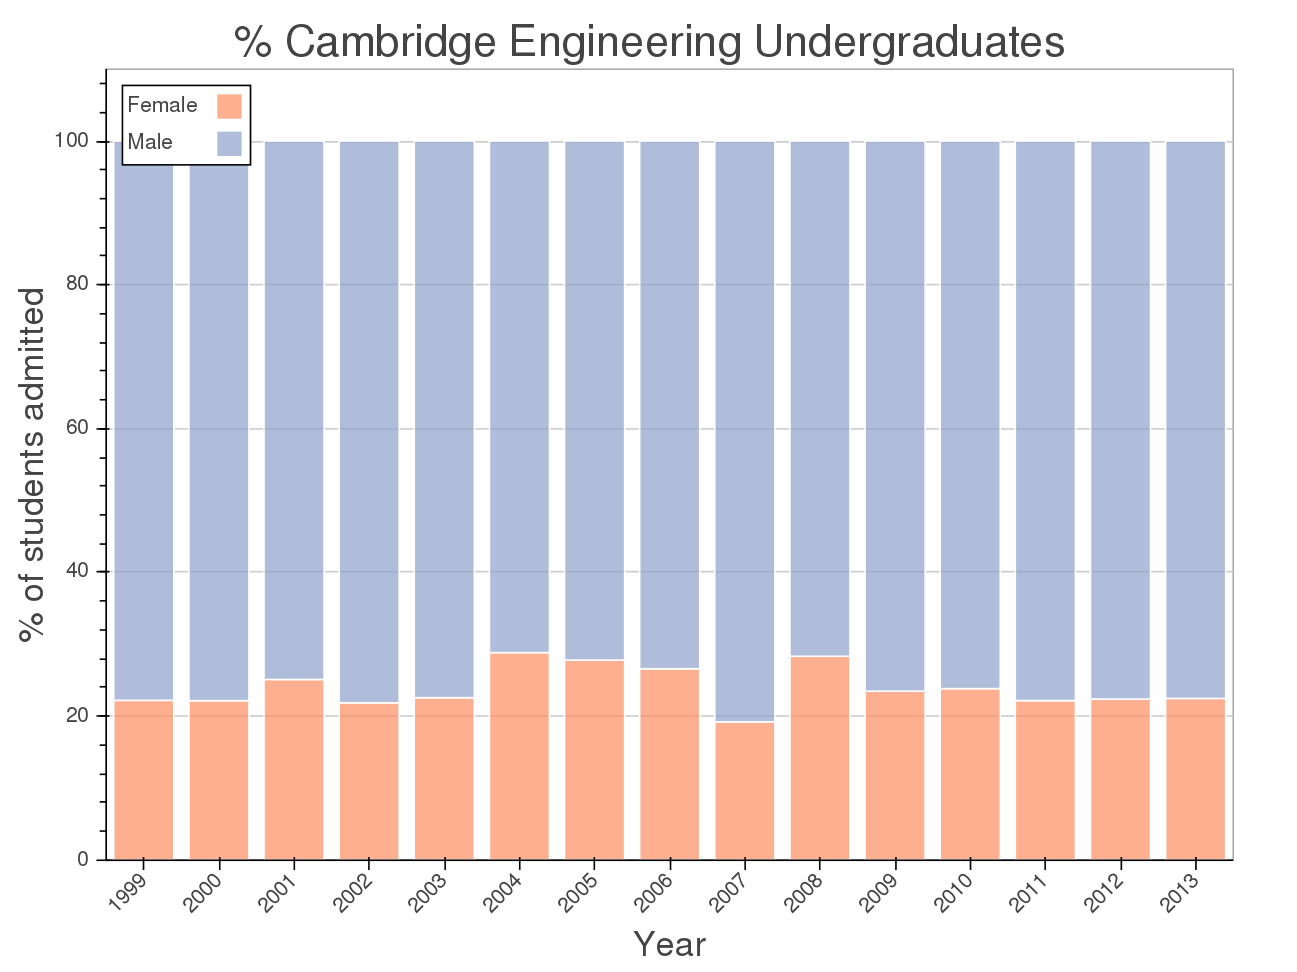 % Cambridge Engineering Undergraduates
Female
Male
100
80
60
40
20
0
% of students admitted
1999 2000 2001 2002 2003 2004 2005 2006 2007 2008 2009 2010 2011 2012 2013
Year